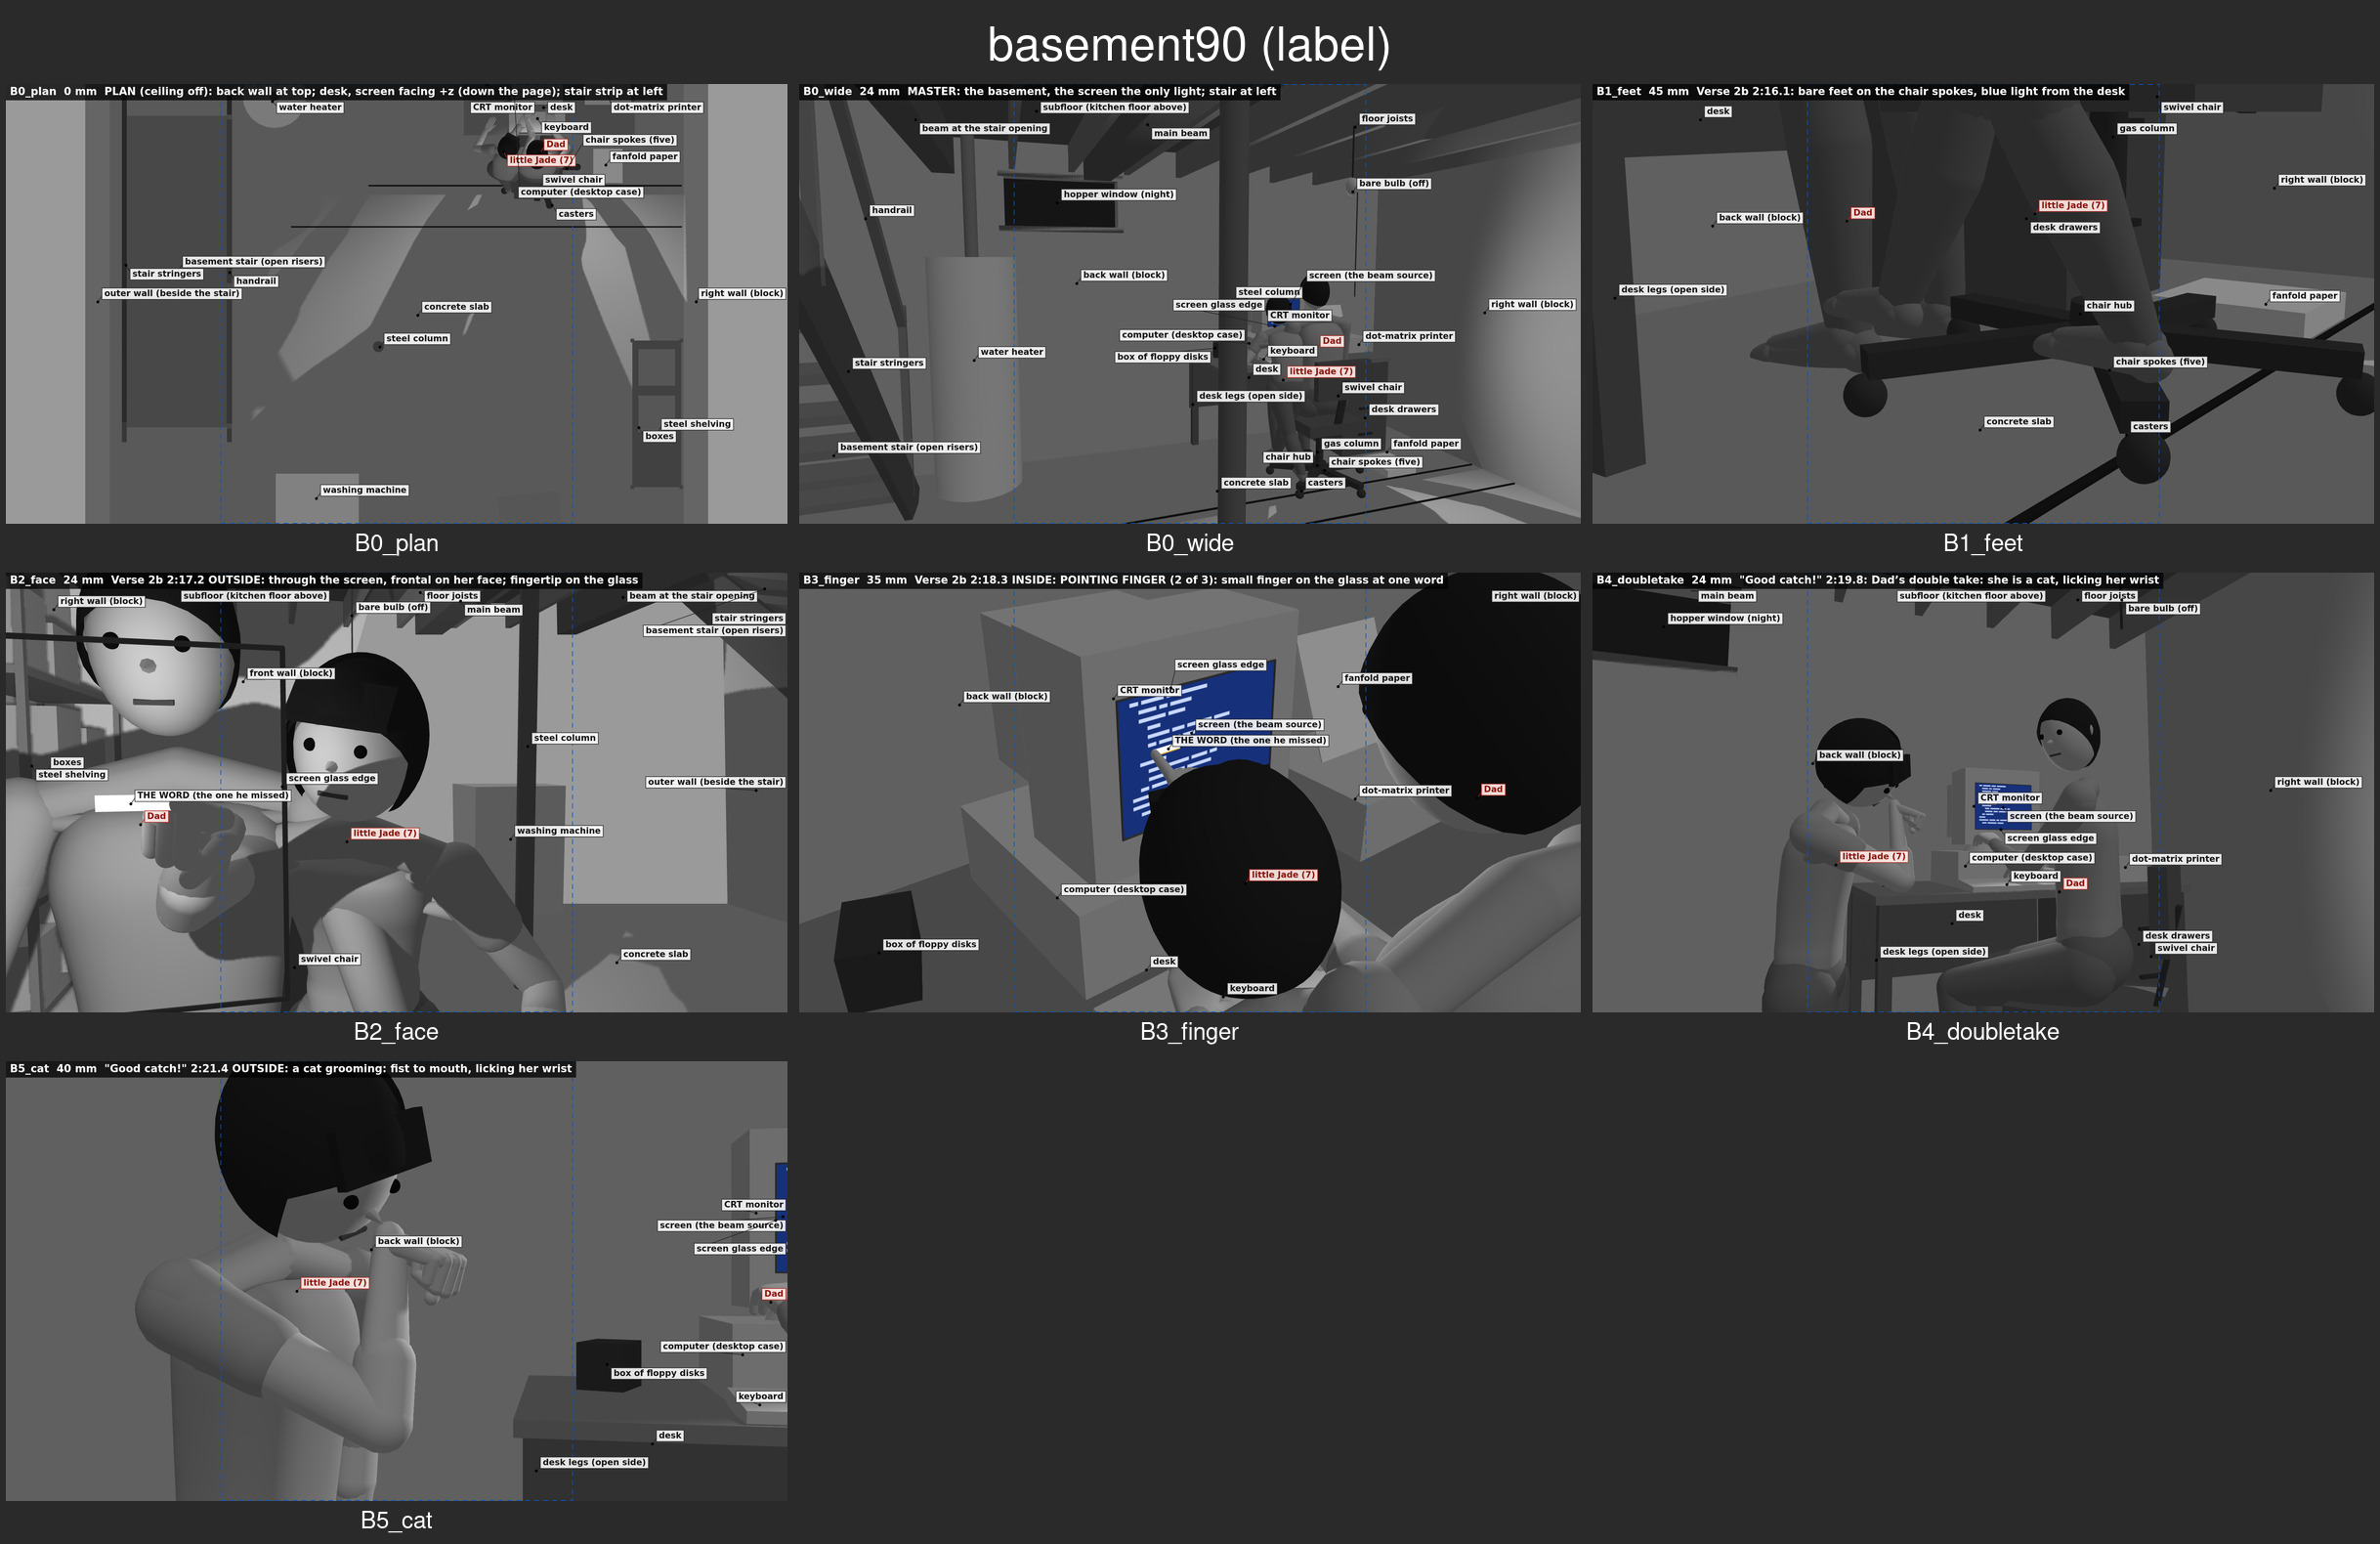 basement90 (label)
B0_plan 0 mm PLAN (ceiling off): back wall at top; desk, screen facing +z (down the page); stair strip at left
water heater
CRT monitor
desk
dot-matrix printer
keyboard
chair spokes (five)
Dad
little Jade (7)
fanfold paper
swivel chair
computer (desktop case)
casters
basement stair (open risers)
stair stringers
handrail
outer wall (beside the stair)
right wall (block)
concrete slab
steel column
steel shelving
boxes
washing machine
B0_plan
B0_wide 24 mm MASTER: the basement, the screen the only light; stair at left
subfloor (kitchen floor above)
beam at the stair opening
main beam
floor joists
bare bulb (off)
hopper window (night)
handrail
back wall (block)
screen (the beam source)
steel column
screen glass edge
right wall (block)
CRT monitor
computer (desktop case)
dot-matrix printer
Dad
keyboard
box of floppy disks
water heater
stair stringers
desk
little Jade (7)
swivel chair
desk legs (open side)
desk drawers
basement stair (open risers)
gas column
fanfold paper
chair hub
chair spokes (five)
concrete slab
casters
B0_wide
B1_feet 45 mm Verse 2b 2:16.1: bare feet on the chair spokes, blue light from the desk
desk
swivel chair
gas column
right wall (block)
little Jade (7)
Dad
back wall (block)
desk drawers
desk legs (open side)
fanfold paper
chair hub
chair spokes (five)
concrete slab
casters
B1_feet
B2_face 24 mm Verse 2b 2:17.2 OUTSIDE: through the screen, frontal on her face; fingertip on the glass
right wall (block)
subfloor (kitchen floor above)
floor joists
beam at the stair opening
bare bulb (off)
main beam
stair stringers
basement stair (open risers)
front wall (block)
steel column
boxes
steel shelving
screen glass edge
outer wall (beside the stair)
THE WORD (the one he missed)
Dad
little Jade (7)
washing machine
swivel chair
concrete slab
B2_face
B3_finger 35 mm Verse 2b 2:18.3 INSIDE: POINTING FINGER (2 of 3): small finger on the glass at one word
right wall (block)
screen glass edge
fanfold paper
CRT monitor
back wall (block)
screen (the beam source)
THE WORD (the one he missed)
Dad
dot-matrix printer
little Jade (7)
computer (desktop case)
box of floppy disks
desk
keyboard
B3_finger
B4_doubletake 24 mm "Good catch!" 2:19.8: Dad's double take: she is a cat, licking her wrist
main beam
subfloor (kitchen floor above)
floor joists
bare bulb (off)
hopper window (night)
back wall (block)
right wall (block)
CRT monitor
screen (the beam source)
screen glass edge
little Jade (7)
computer (desktop case)
dot-matrix printer
keyboard
Dad
desk
desk drawers
swivel chair
desk legs (open side)
B4_doubletake
B5_cat 40 mm "Good catch!" 2:21.4 OUTSIDE: a cat grooming: fist to mouth, licking her wrist
CRT monitor
screen (the beam source)
back wall (block)
screen glass edge
little Jade (7)
Dad
computer (desktop case)
box of floppy disks
keyboard
desk
desk legs (open side)
B5_cat